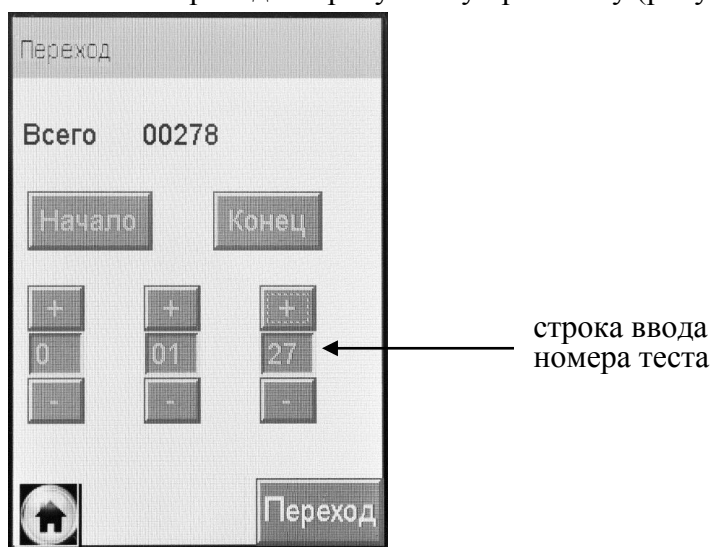 Переход
Всего 00278
Начало Конец
+ + +
0 01 27
- - -
Переход
строка ввода
номера теста